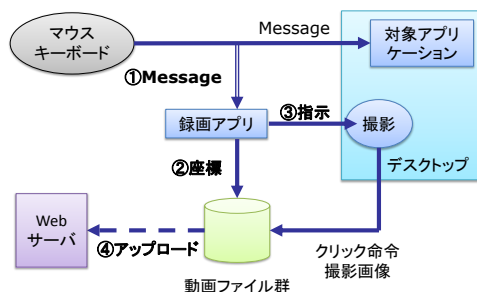 マウス
キーボード
Message
対象アプリ
ケーション
①Message
録画アプリ
③指示
撮影
デスクトップ
②座標
Web
サーバ
④アップロード
クリック命令
撮影画像
動画ファイル群